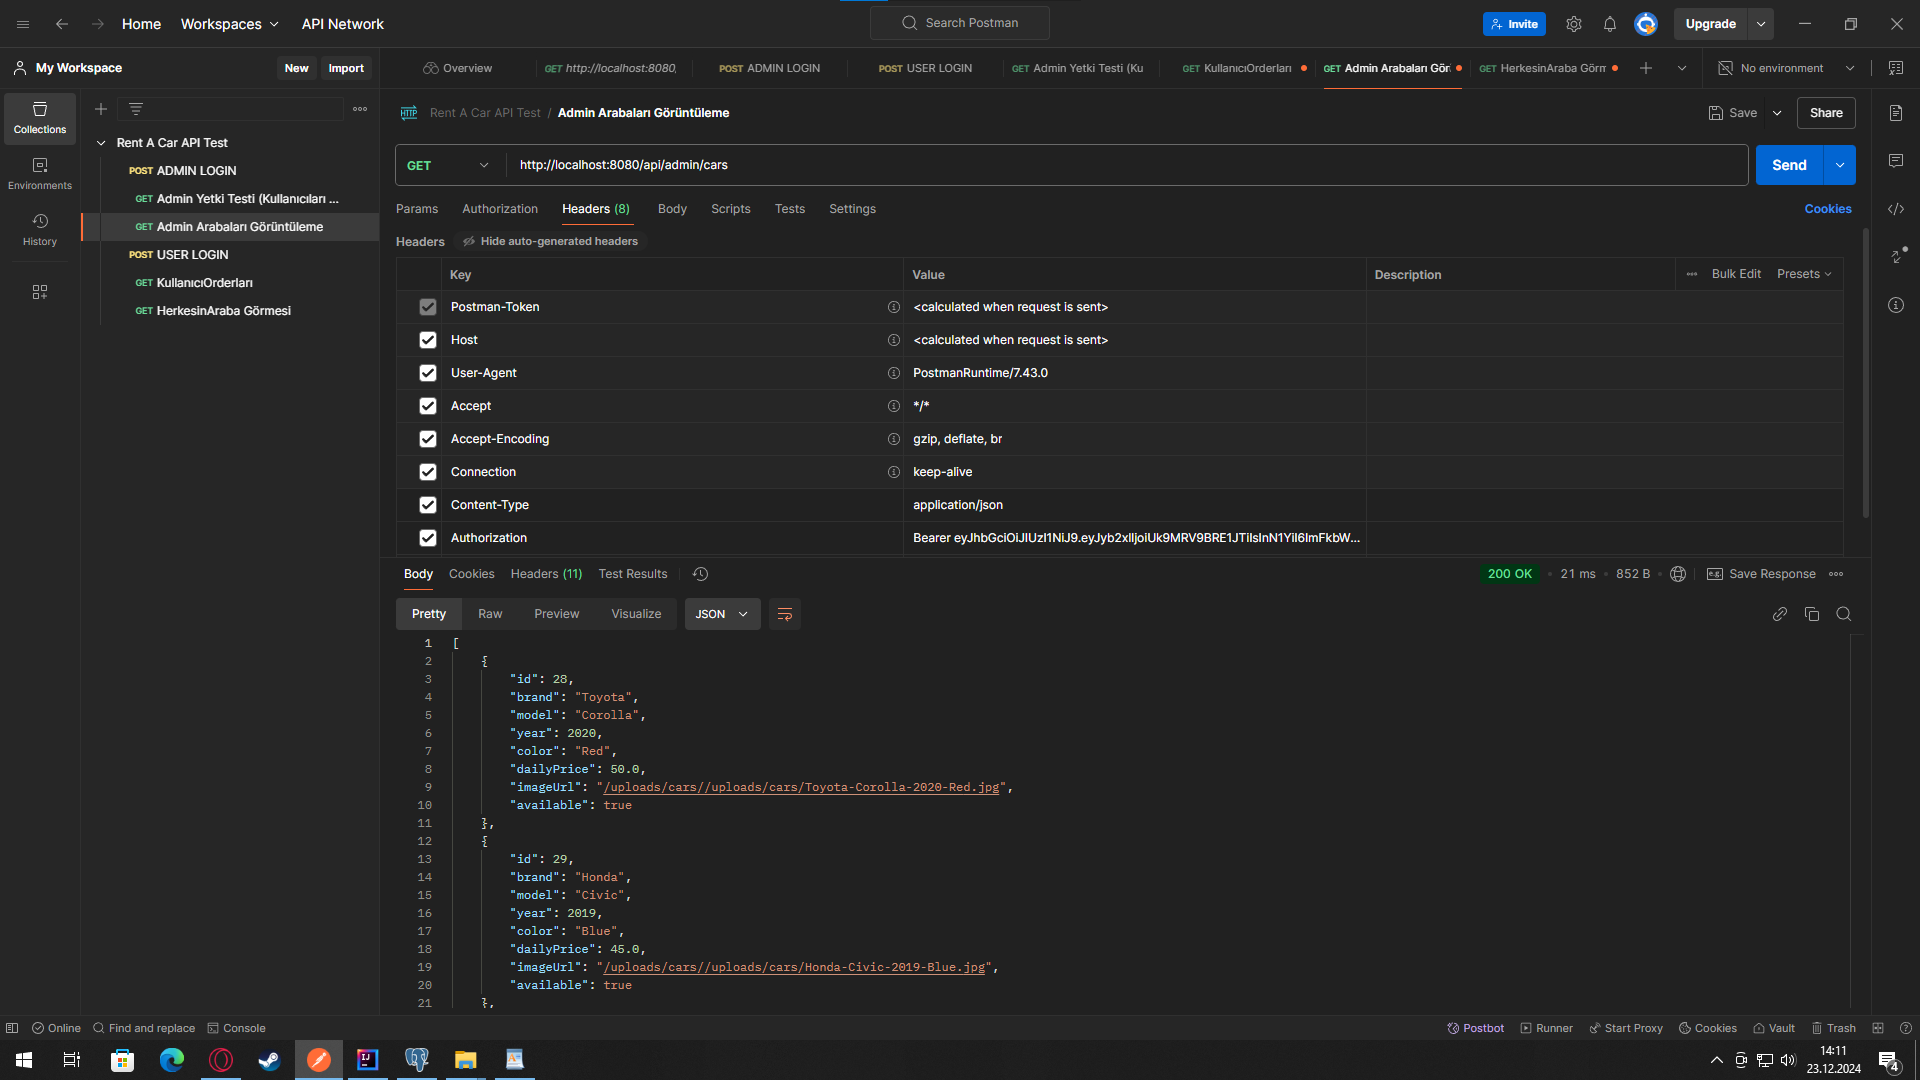 Home
Workspaces
API Network
Search Postman
Invite
Upgrade
My Workspace
New
Import
Overview
GET http://localhost:8080,
POST ADMIN LOGIN
POST USER LOGIN
GET Admin Yetki Testi (Ku
GET KullanıcıOrderları
GET Admin Arabaları Gör
GET HerkesinAraba Görm
No environment
Collections
Environments
History
Rent A Car API Test
POST ADMIN LOGIN
GET Admin Yetki Testi (Kullanıcıları ...
GET Admin Arabaları Görüntüleme
POST USER LOGIN
GET KullanıcıOrderları
GET HerkesinAraba Görmesi
HTTP Rent A Car API Test / Admin Arabaları Görüntüleme
Save
Share
GET
http://localhost:8080/api/admin/cars
Send
Params Authorization Headers (8) Body Scripts Tests Settings
Cookies
Headers Hide auto-generated headers
Key Value Description Bulk Edit Presets
Postman-Token <calculated when request is sent>
Host <calculated when request is sent>
User-Agent PostmanRuntime/7.43.0
Accept */*
Accept-Encoding gzip, deflate, br
Connection keep-alive
Content-Type application/json
Authorization Bearer eyJhbGciOiJIUzI1NiJ9.eyJyb2xlIjoiUk9MRV9BRE1JTiIsInN1YiI6ImFkbW...
Body Cookies Headers (11) Test Results
200 OK 21 ms 852 B Save Response
Pretty Raw Preview Visualize JSON
1 [
2 {
3 "id": 28,
4 "brand": "Toyota",
5 "model": "Corolla",
6 "year": 2020,
7 "color": "Red",
8 "dailyPrice": 50.0,
9 "imageUrl": "/uploads/cars//uploads/cars/Toyota-Corolla-2020-Red.jpg",
10 "available": true
11 },
12 {
13 "id": 29,
14 "brand": "Honda",
15 "model": "Civic",
16 "year": 2019,
17 "color": "Blue",
18 "dailyPrice": 45.0,
19 "imageUrl": "/uploads/cars//uploads/cars/Honda-Civic-2019-Blue.jpg",
20 "available": true
21 },
Online Find and replace Console
Postbot Runner Start Proxy Cookies Vault Trash
14:11
23.12.2024
4